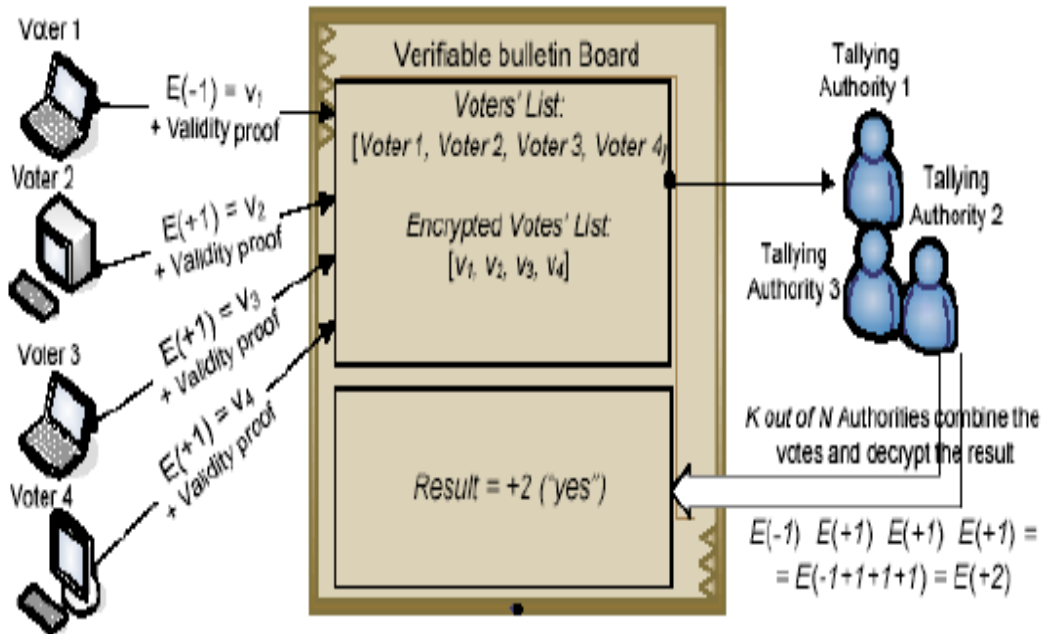 Voter 1
E(-1) = v₁
+ Validity proof
Voter 2
E(+1) = v₂
+ Validity proof
Voter 3
E(+1) = v₃
+ Validity proof
Voter 4
E(+1) = v₄
+ Validity proof
Verifiable bulletin Board
Voters' List:
[Voter 1, Voter 2, Voter 3, Voter 4]
Encrypted Votes' List:
[v₁, v₂, v₃, v₄]
Result = +2 ("yes")
Tallying
Authority 1
Tallying
Authority 2
Tallying
Authority 3
K out of N Authorities combine the
votes and decrypt the result
E(-1) E(+1) E(+1) E(+1) =
= E(-1+1+1+1) = E(+2)